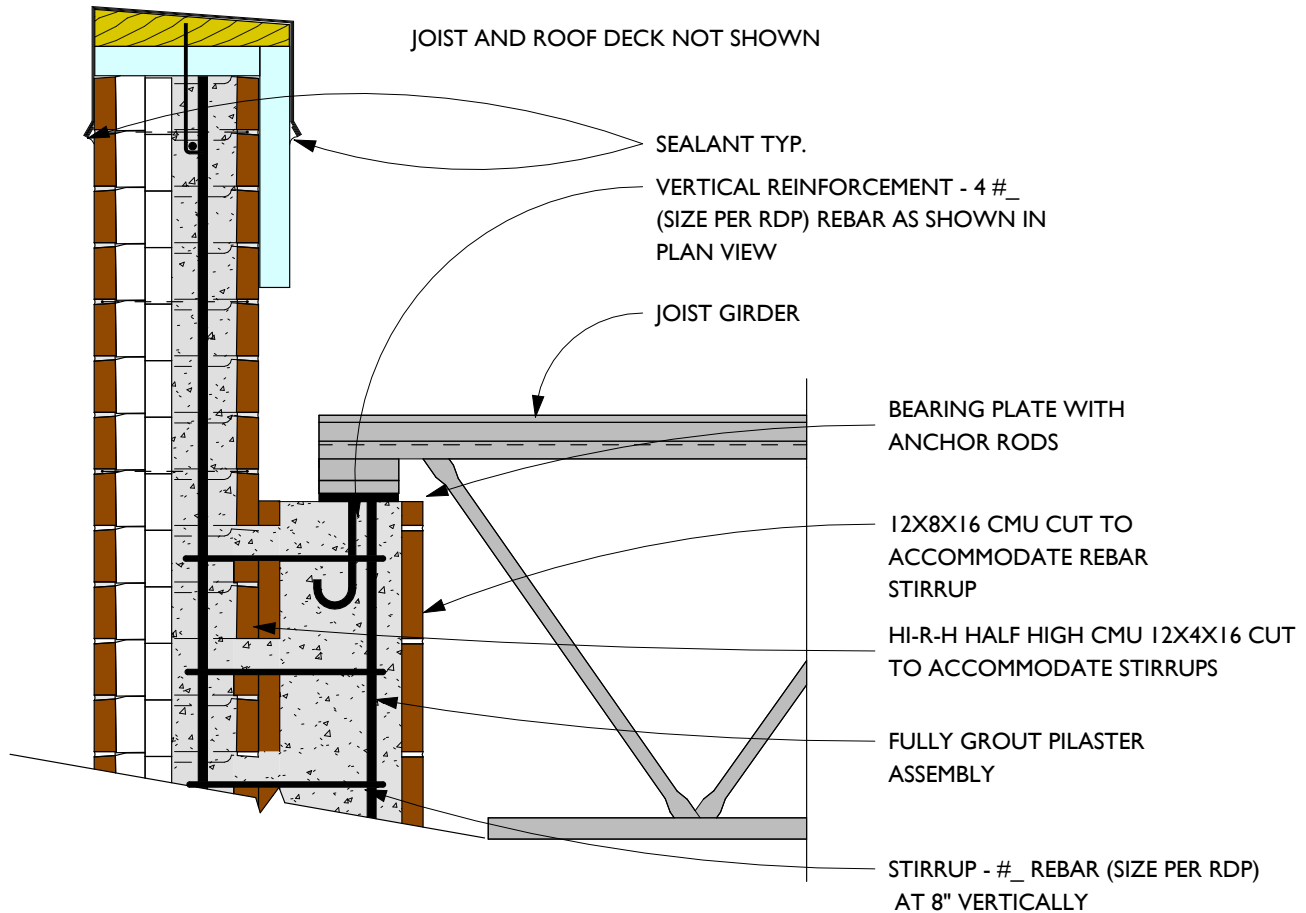 JOIST AND ROOF DECK NOT SHOWN
SEALANT TYP.
VERTICAL REINFORCEMENT - 4 #_
(SIZE PER RDP) REBAR AS SHOWN IN
PLAN VIEW
JOIST GIRDER
BEARING PLATE WITH
ANCHOR RODS
12X8X16 CMU CUT TO
ACCOMMODATE REBAR
STIRRUP
HI-R-H HALF HIGH CMU 12X4X16 CUT
TO ACCOMMODATE STIRRUPS
FULLY GROUT PILASTER
ASSEMBLY
STIRRUP - #_ REBAR (SIZE PER RDP)
AT 8" VERTICALLY